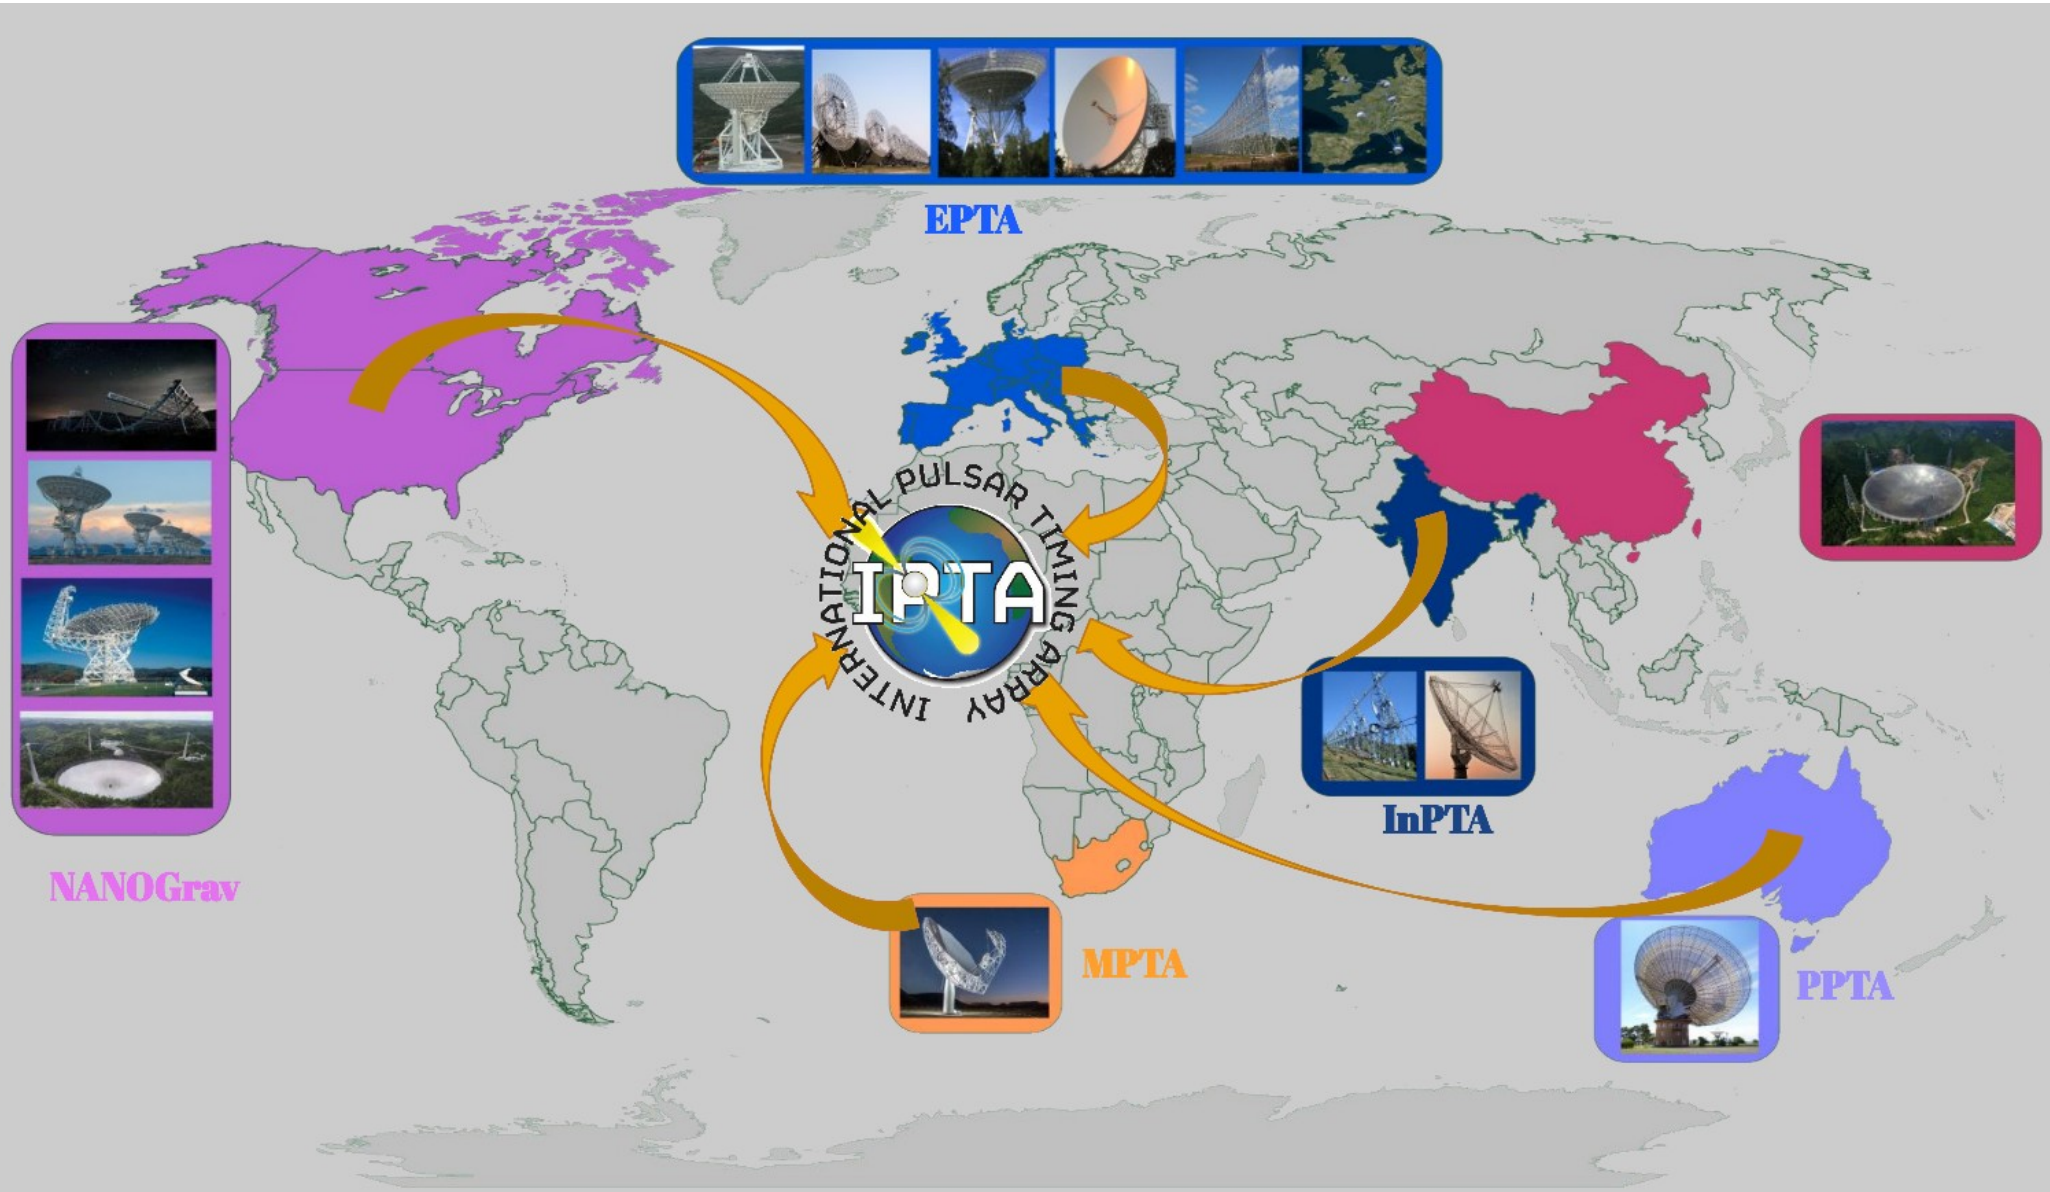 EPTA
INTERNATIONAL PULSAR TIMING ARRAY
IPTA
InPTA
NANOGrav
MPTA
PPTA